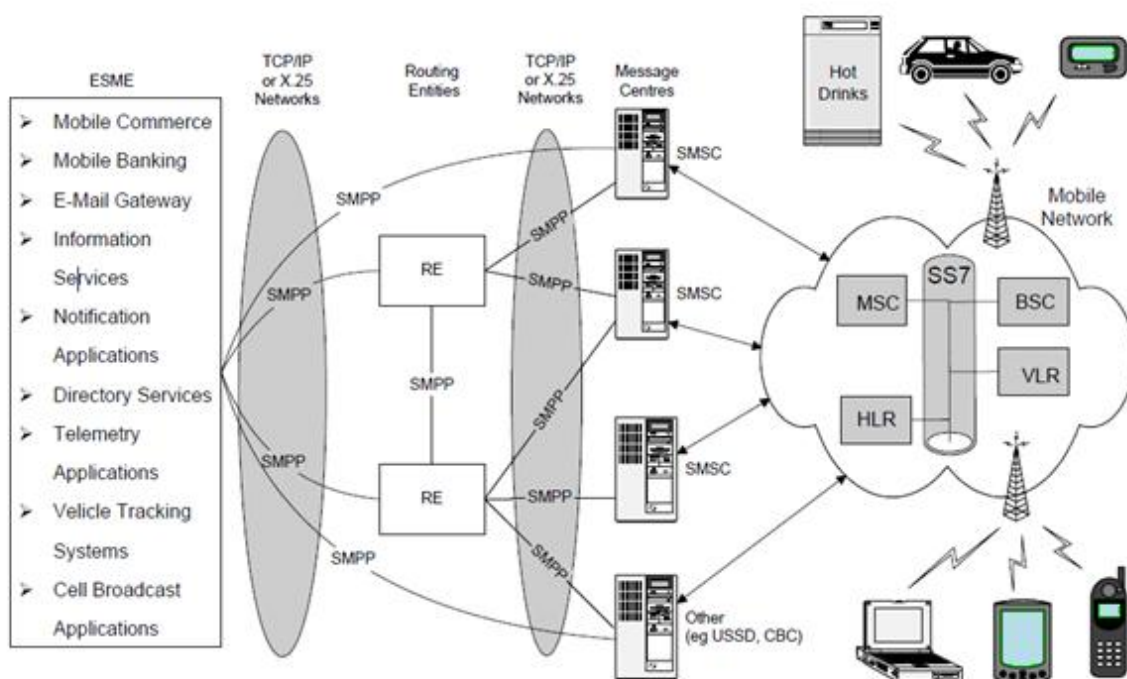 ESME
TCP/IP
or X.25
Networks
Routing
Entities
TCP/IP
or X.25
Networks
Message
Centres
Mobile Commerce
Mobile Banking
E-Mail Gateway
Information
Services
Notification
Applications
Directory Services
Telemetry
Applications
Velicle Tracking
Systems
Cell Broadcast
Applications
SMPP
SMPP
SMPP
SMPP
RE
SMPP
RE
SMPP
SMPP
SMPP
SMPP
SMPP
SMSC
SMSC
SMSC
Other
(eg USSD, CBC)
Hot
Drinks
Mobile
Network
SS7
MSC
BSC
VLR
HLR